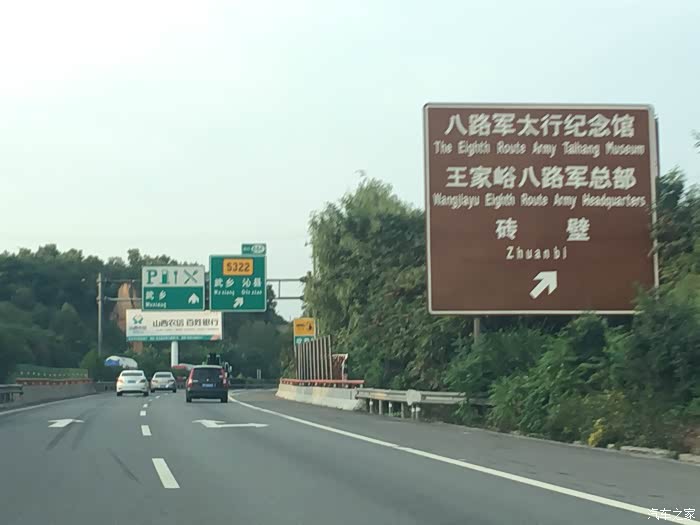 八路军太行纪念馆
The Eighth Route Army Taihang Museum
王家峪八路军总部
Wangjiayu Eighth Route Army Headquarters
砖壁
Zhuanbi
S322
武乡 沁县
Wuxiang Qinxian
P
武乡
Wuxiang
山西农信 百姓银行
汽车之家